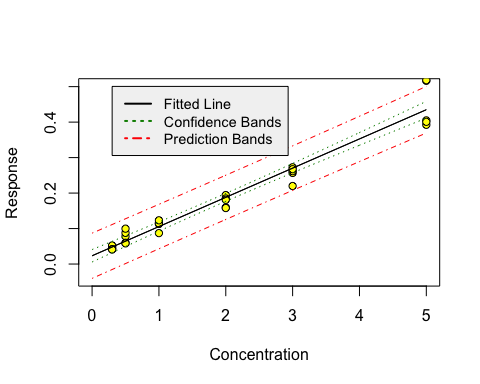 Fitted Line
Confidence Bands
Prediction Bands
0.4
0.2
0.0
Response
0 1 2 3 4 5
Concentration